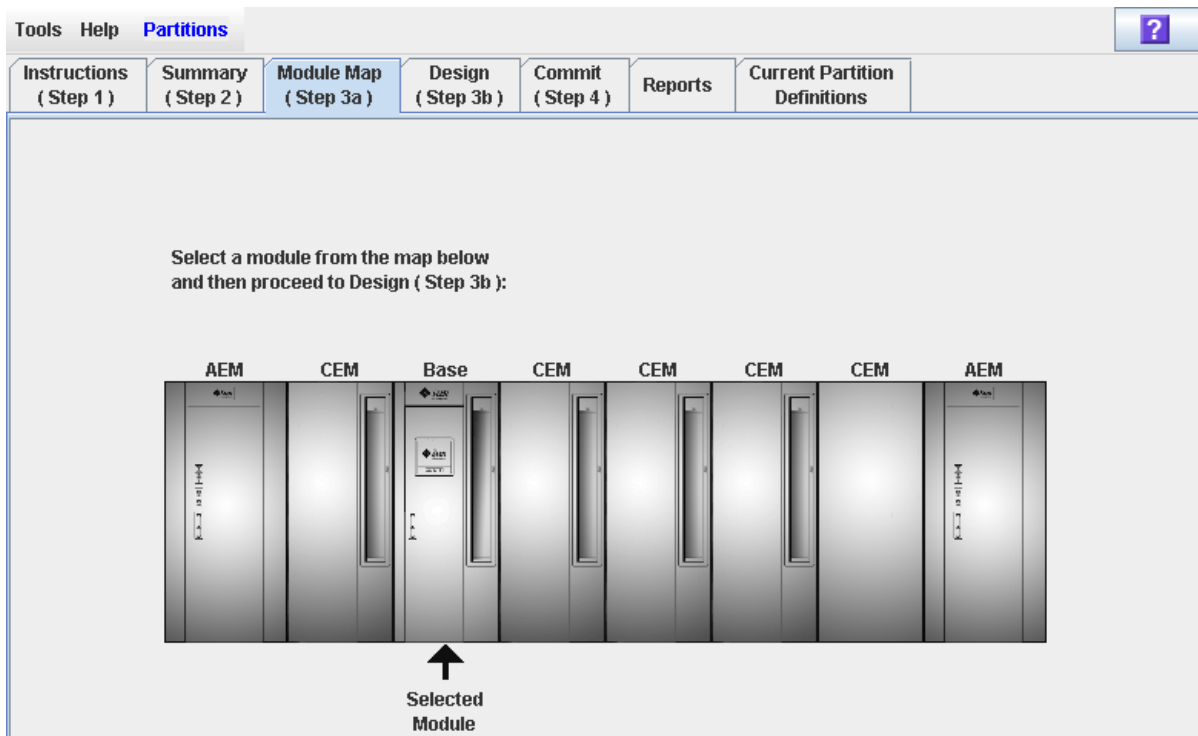 Tools Help Partitions
?
Instructions
( Step 1 )
Summary
( Step 2 )
Module Map
( Step 3a )
Design
( Step 3b )
Commit
( Step 4 )
Reports
Current Partition
Definitions
Select a module from the map below
and then proceed to Design ( Step 3b ):
AEM CEM Base CEM CEM CEM CEM AEM
Selected
Module